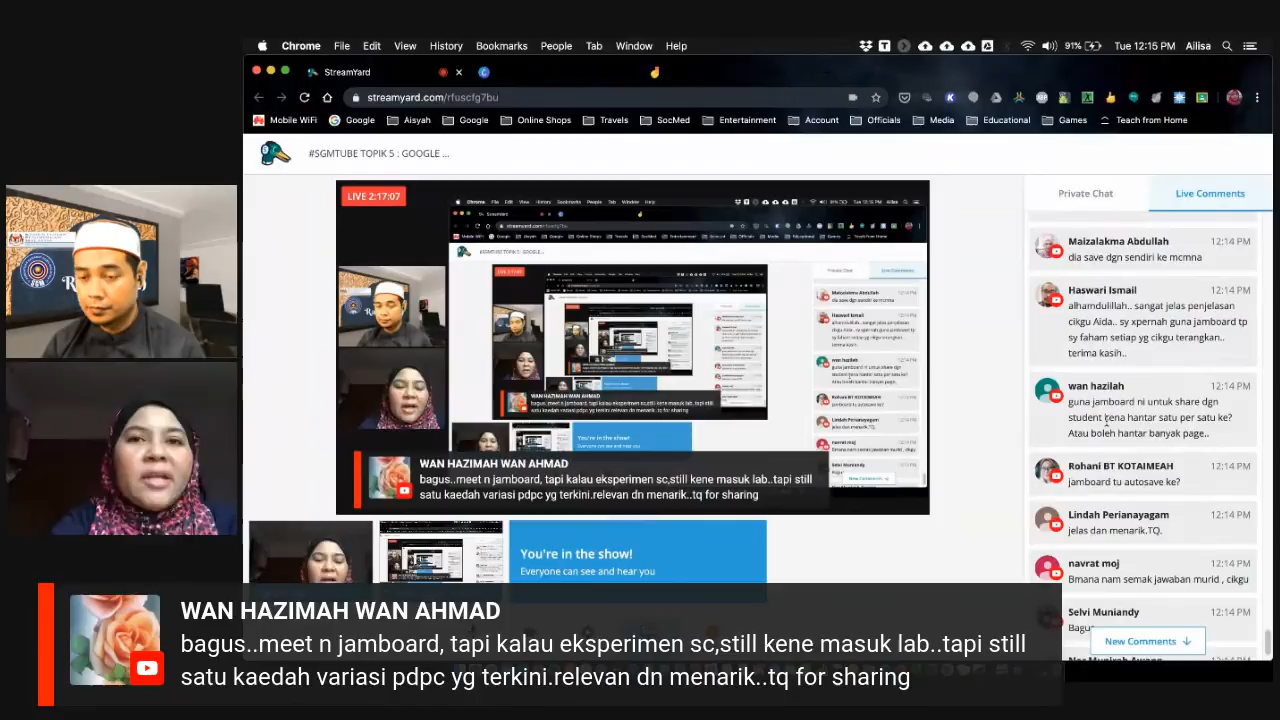 Chrome File Edit View History Bookmarks People Tab Window Help
91%
Tue 12:15 PM Ailisa
StreamYard
streamyard.com/rfuscfg7bu
Mobile WiFi Google Aisyah Google Online Shops Travels SocMed Entertainment Account Officials Media Educational Games Teach from Home
#SGMTUBE TOPIK 5 : GOOGLE ...
LIVE 2:17:07
WAN HAZIMAH WAN AHMAD
bagus..meet n jamboard, tapi kalau eksperimen sc,still kene masuk lab..tapi still
satu kaedah variasi pdpc yg terkini.relevan dn menarik..tq for sharing
You're in the show!
Everyone can see and hear you
Private Chat Live Comments
Maizalakma Abdullah 12:14 PM
dia save dgn sendiri ke mcmna
Haswari Ismail 12:14 PM
alhamdulillah.. sangat jelas penjelasan
cikgu Aida.. sy xpernah guna jamboard tp
sy faham setiap yg cikgu terangkan..
terima kasih..
wan hazilah 12:14 PM
guna jamboard ni untuk share dgn
student kena hantar satu per satu ke?
Atau boleh hantar banyak page..
Rohani BT KOTAIMEAH 12:14 PM
jamboard tu autosave ke?
Lindah Perianayagam 12:14 PM
jelas dan menarik.TQ.
navrat moj 12:14 PM
Bmana nam semak jawaban murid , cikgu
Selvi Muniandy 12:14 PM
Bagus
New Comments
WAN HAZIMAH WAN AHMAD
bagus..meet n jamboard, tapi kalau eksperimen sc,still kene masuk lab..tapi still
satu kaedah variasi pdpc yg terkini.relevan dn menarik..tq for sharing